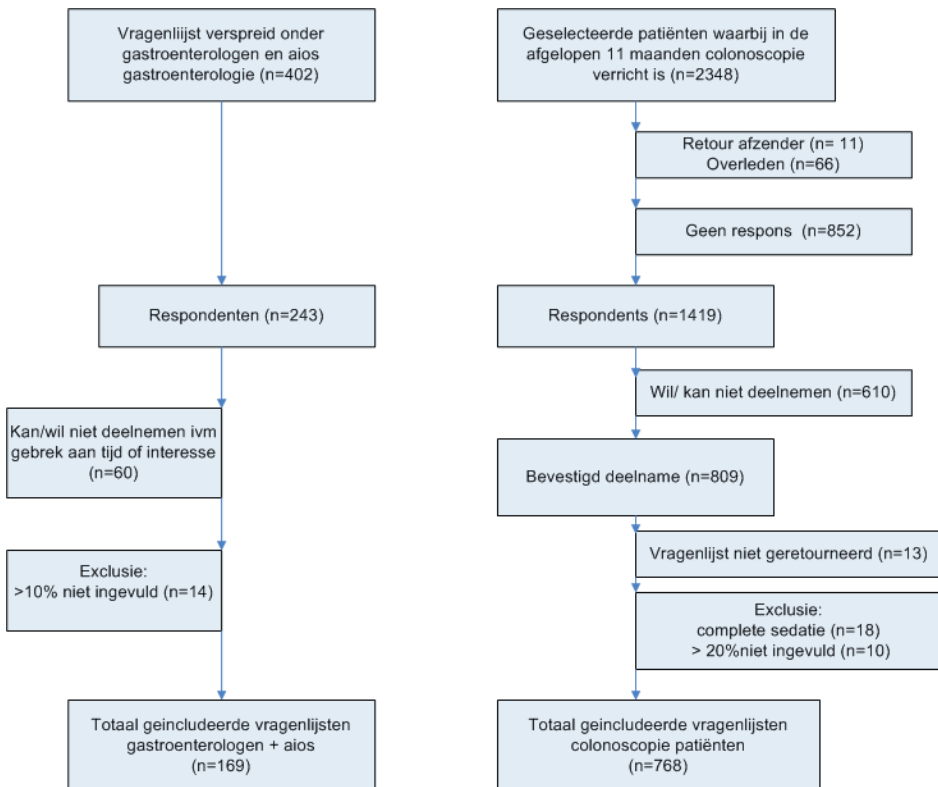 Vragenliijst verspreid onder
gastroenterologen en aios
gastroenterologie (n=402)
Respondenten (n=243)
Kan/wil niet deelnemen ivm
gebrek aan tijd of interesse
(n=60)
Exclusie:
>10% niet ingevuld (n=14)
Totaal geincludeerde vragenlijsten
gastroenterologen + aios
(n=169)
Geselecteerde patiënten waarbij in de
afgelopen 11 maanden colonoscopie
verricht is (n=2348)
Retour afzender (n= 11)
Overleden (n=66)
Geen respons (n=852)
Respondents (n=1419)
Wil/ kan niet deelnemen (n=610)
Bevestigd deelname (n=809)
Vragenlijst niet geretourneerd (n=13)
Exclusie:
complete sedatie (n=18)
> 20%niet ingevuld (n=10)
Totaal geincludeerde vragenlijsten
colonoscopie patiënten
(n=768)